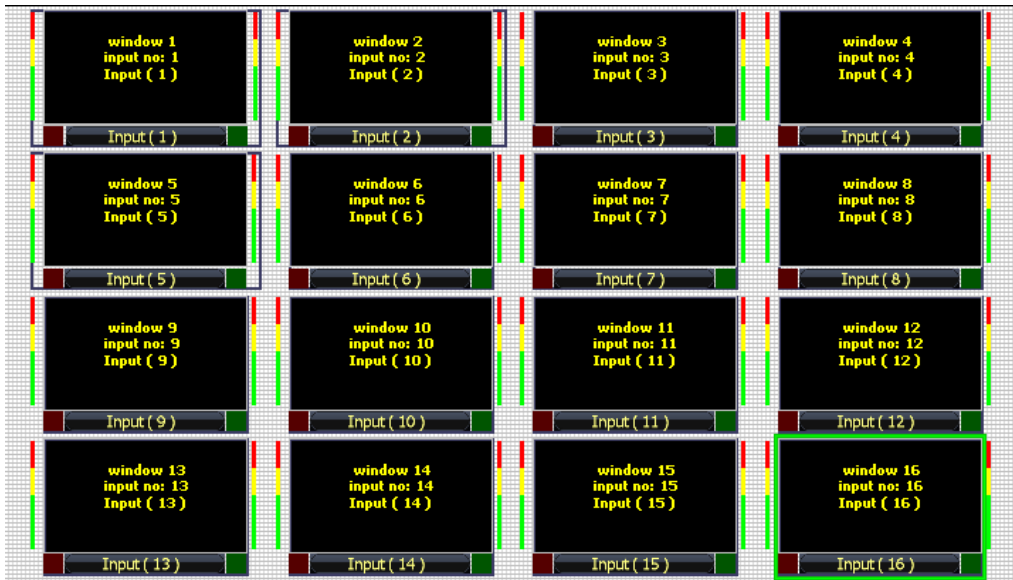 window 1
input no: 1
Input ( 1 )
Input ( 1 )
window 2
input no: 2
Input ( 2 )
Input ( 2 )
window 3
input no: 3
Input ( 3 )
Input ( 3 )
window 4
input no: 4
Input ( 4 )
Input ( 4 )
window 5
input no: 5
Input ( 5 )
Input ( 5 )
window 6
input no: 6
Input ( 6 )
Input ( 6 )
window 7
input no: 7
Input ( 7 )
Input ( 7 )
window 8
input no: 8
Input ( 8 )
Input ( 8 )
window 9
input no: 9
Input ( 9 )
Input ( 9 )
window 10
input no: 10
Input ( 10 )
Input ( 10 )
window 11
input no: 11
Input ( 11 )
Input ( 11 )
window 12
input no: 12
Input ( 12 )
Input ( 12 )
window 13
input no: 13
Input ( 13 )
Input ( 13 )
window 14
input no: 14
Input ( 14 )
Input ( 14 )
window 15
input no: 15
Input ( 15 )
Input ( 15 )
window 16
input no: 16
Input ( 16 )
Input ( 16 )